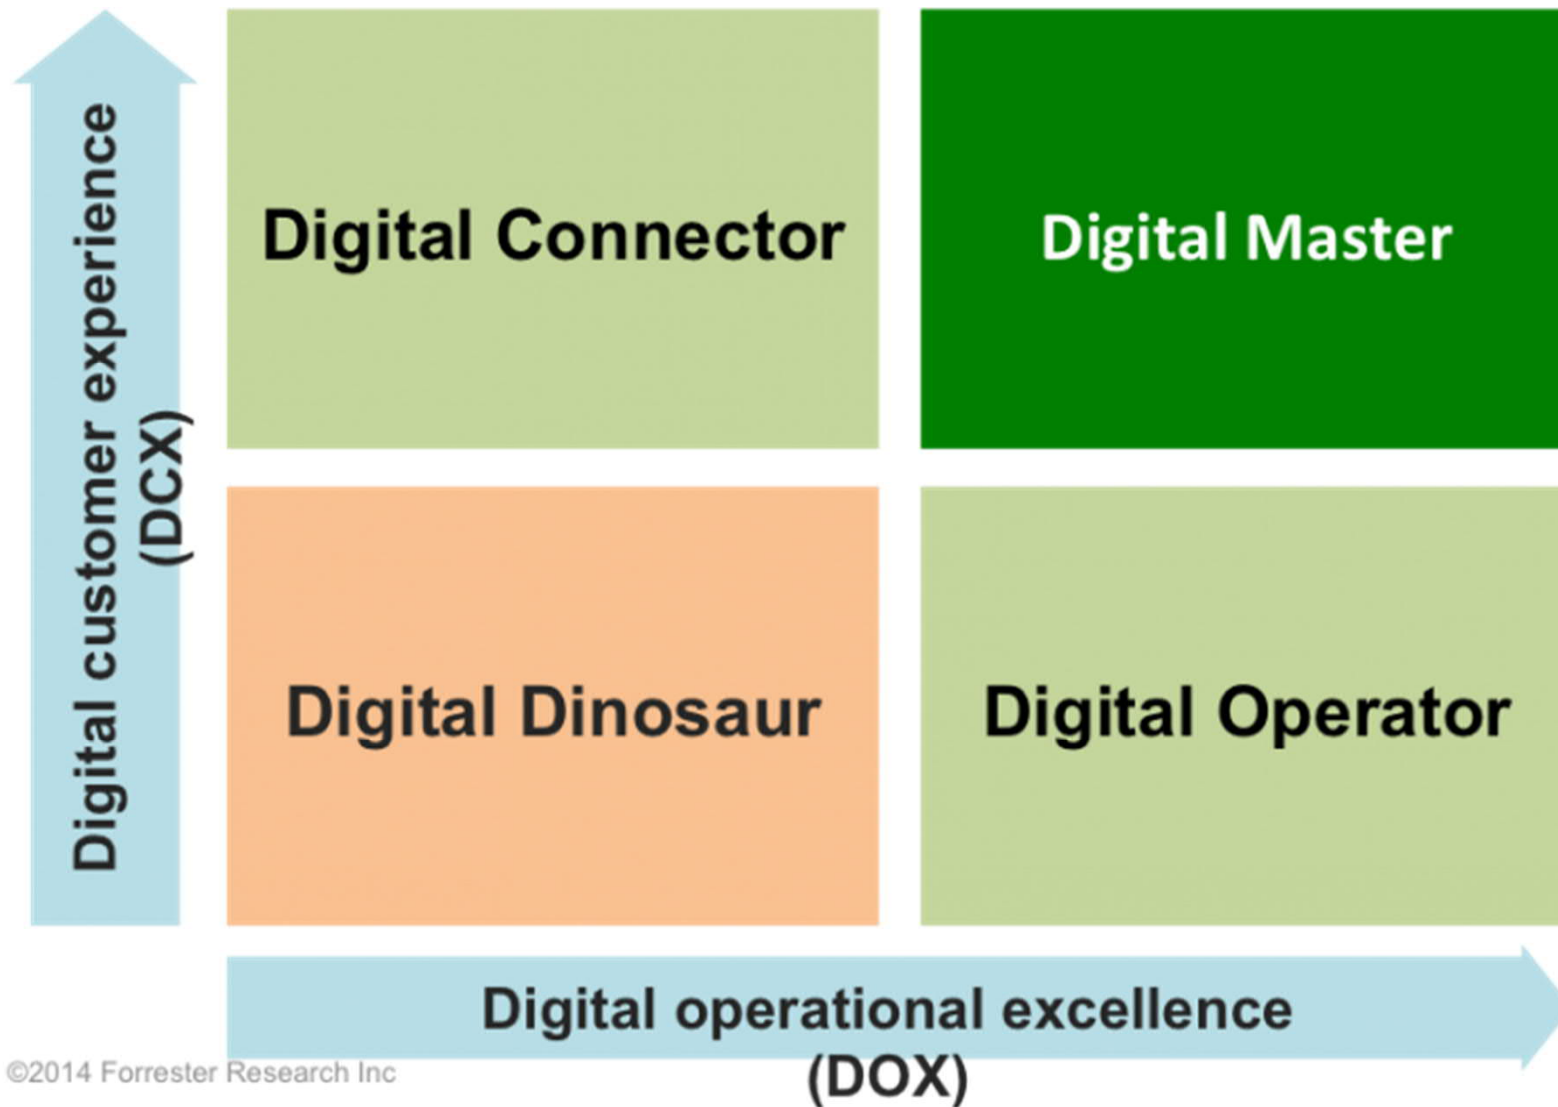 Digital customer experience
(DCX)
Digital Connector
Digital Master
Digital Dinosaur
Digital Operator
Digital operational excellence
(DOX)
©2014 Forrester Research Inc